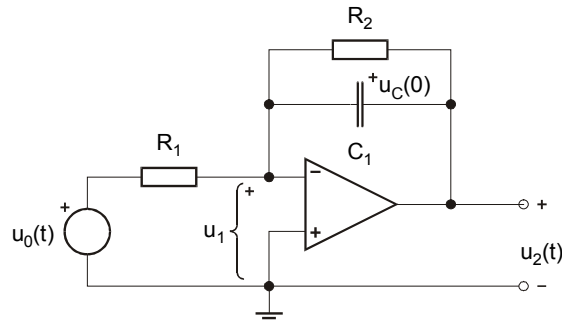 R2
+uC(0)
R1
C1
+
−
+
u0(t)
u1
+
+
u2(t)
−